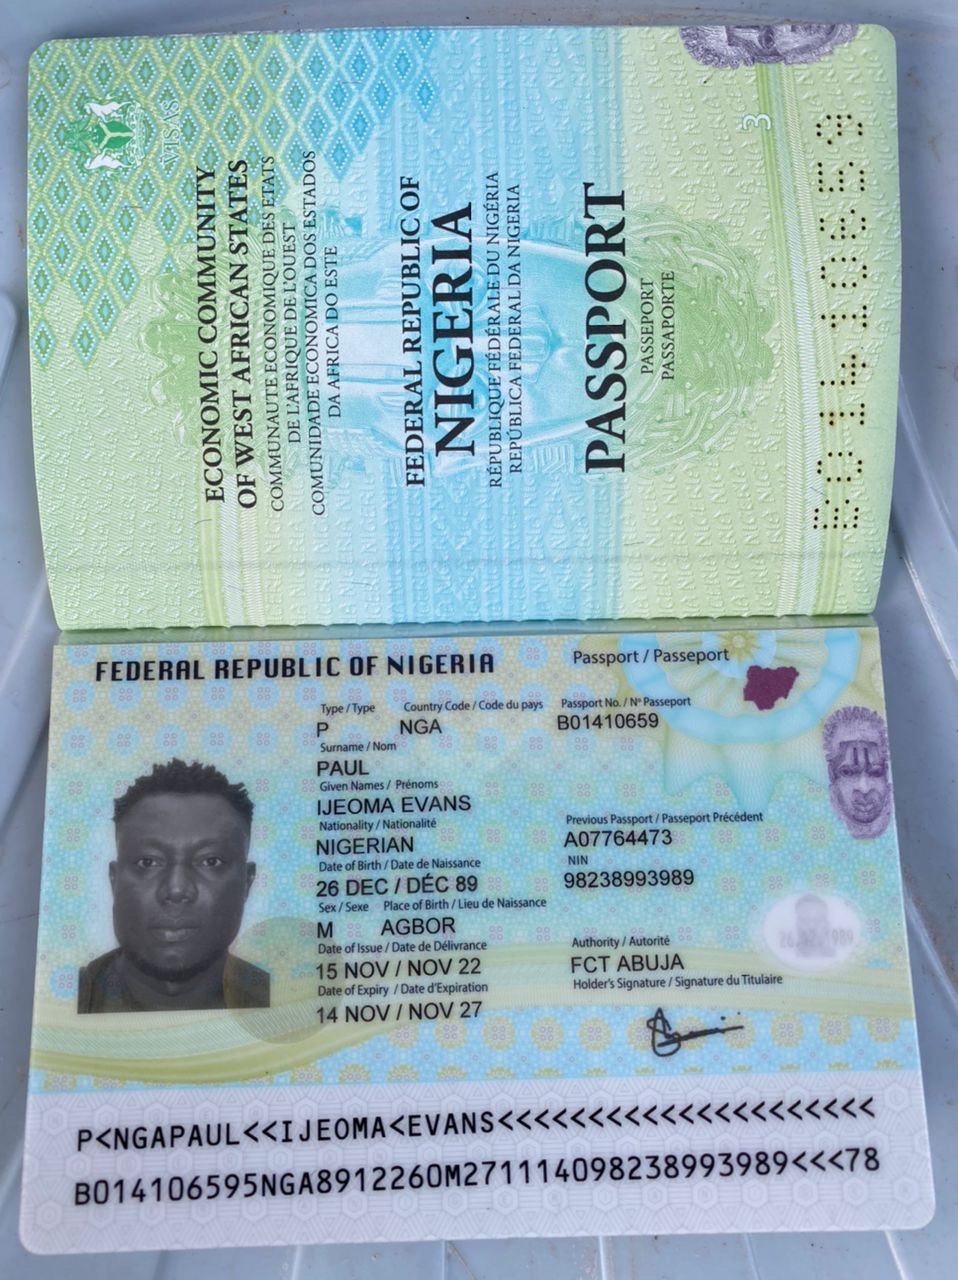 VISAS
ECONOMIC COMMUNITY
OF WEST AFRICAN STATES
COMMUNAUTE ECONOMIQUE DES ETATS
DE L'AFRIQUE DE L'OUEST
COMUNIDADE ECONOMICA DOS ESTADOS
DA AFRICA DO ESTE
FEDERAL REPUBLIC OF
NIGERIA
RÉPUBLIQUE FÉDÉRALE DU NIGÉRIA
REPÚBLICA FEDERAL DA NIGERIA
PASSPORT
PASSEPORT
PASSAPORTE
3
B01410659
FEDERAL REPUBLIC OF NIGERIA
Passport / Passeport
Type / Type Country Code / Code du pays Passport No. / Nº Passeport
P NGA B01410659
Surname / Nom
PAUL
Given Names / Prénoms
IJEOMA EVANS
Nationality / Nationalité Previous Passport / Passeport Précédent
NIGERIAN A07764473
Date of Birth / Date de Naissance NIN
26 DEC / DÉC 89 98238993989
Sex / Sexe Place of Birth / Lieu de Naissance
M AGBOR
Date of Issue / Date de Délivrance Authority / Autorité
15 NOV / NOV 22 FCT ABUJA
Date of Expiry / Date d'Expiration Holder's Signature / Signature du Titulaire
14 NOV / NOV 27
P<NGAPAUL<<IJEOMA<EVANS<<<<<<<<<<<<<<<<<<<<<
B014106595NGA8912260M27111409823899398​9<<<78